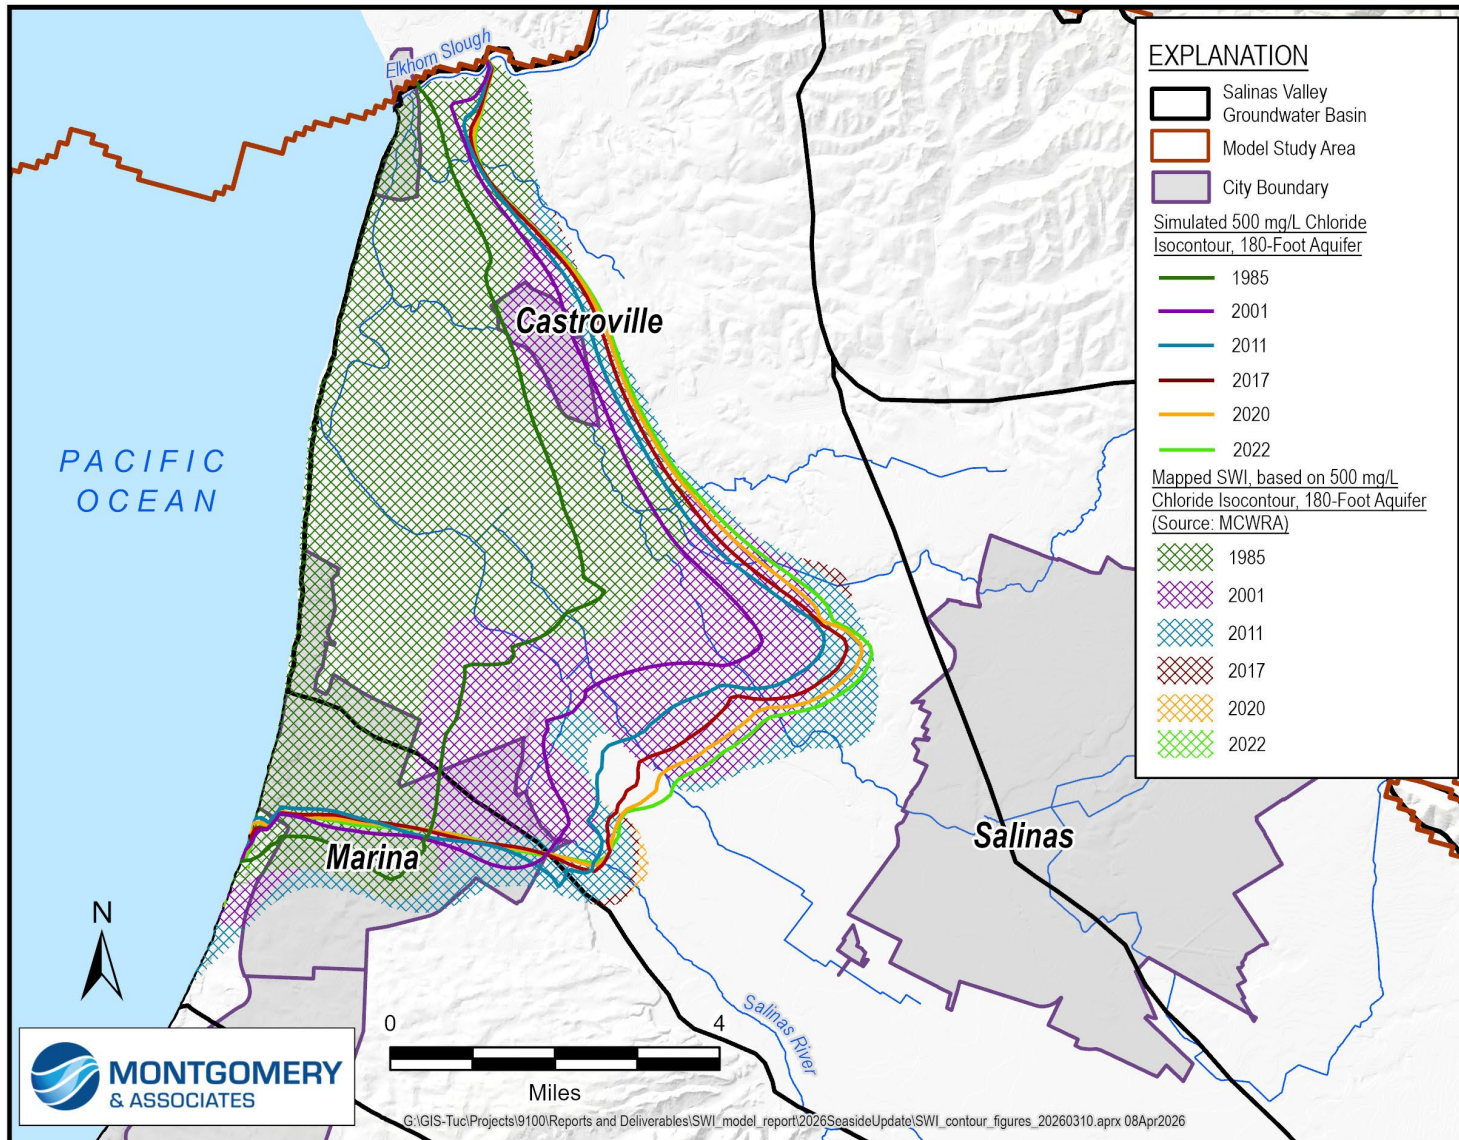 Elkhorn Slough
Castroville
PACIFIC
OCEAN
Marina
Salinas
Salinas River
N
0 4
Miles
MONTGOMERY
& ASSOCIATES
G:\GIS-Tuc\Projects\9100\Reports and Deliverables\SWI_model_report\2026SeasideUpdate\SWI_contour_figures_20260310.aprx 08Apr2026
EXPLANATION
Salinas Valley
Groundwater Basin
Model Study Area
City Boundary
Simulated 500 mg/L Chloride
Isocontour, 180-Foot Aquifer
1985
2001
2011
2017
2020
2022
Mapped SWI, based on 500 mg/L
Chloride Isocontour, 180-Foot Aquifer
(Source: MCWRA)
1985
2001
2011
2017
2020
2022